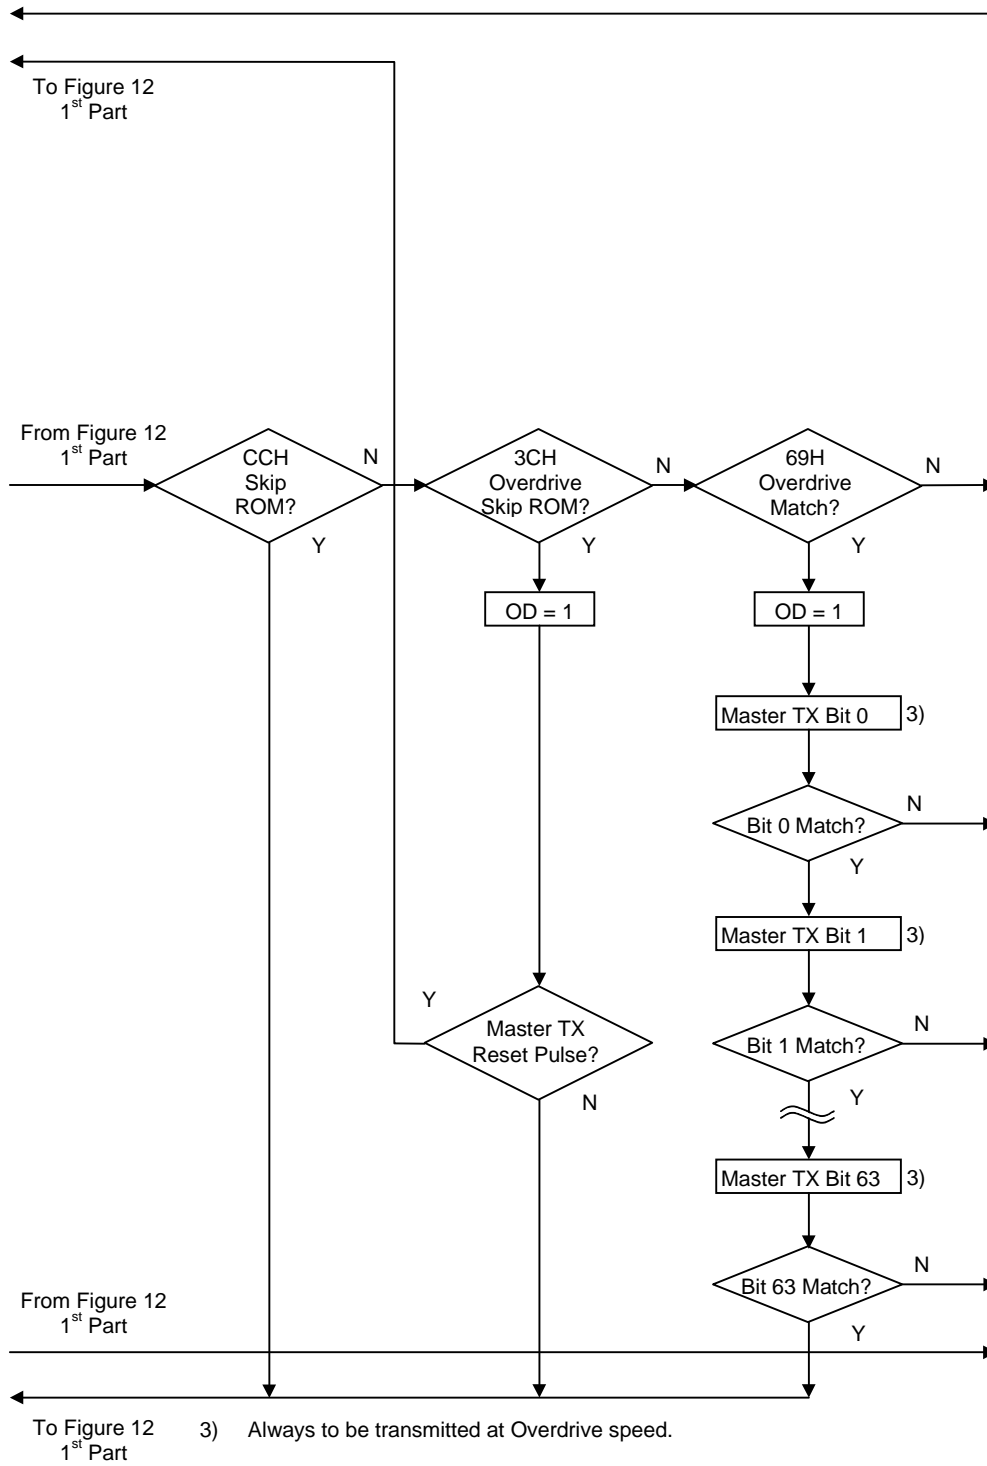 To Figure 12
1st Part
From Figure 12
1st Part
CCH
Skip
ROM?
N
Y
3CH
Overdrive
Skip ROM?
N
Y
69H
Overdrive
Match?
N
Y
OD = 1
OD = 1
Master TX Bit 0
3)
Bit 0 Match?
N
Y
Master TX Bit 1
3)
Y
Master TX
Reset Pulse?
N
Bit 1 Match?
N
Y
Master TX Bit 63
3)
Bit 63 Match?
N
Y
From Figure 12
1st Part
To Figure 12
1st Part
3) Always to be transmitted at Overdrive speed.